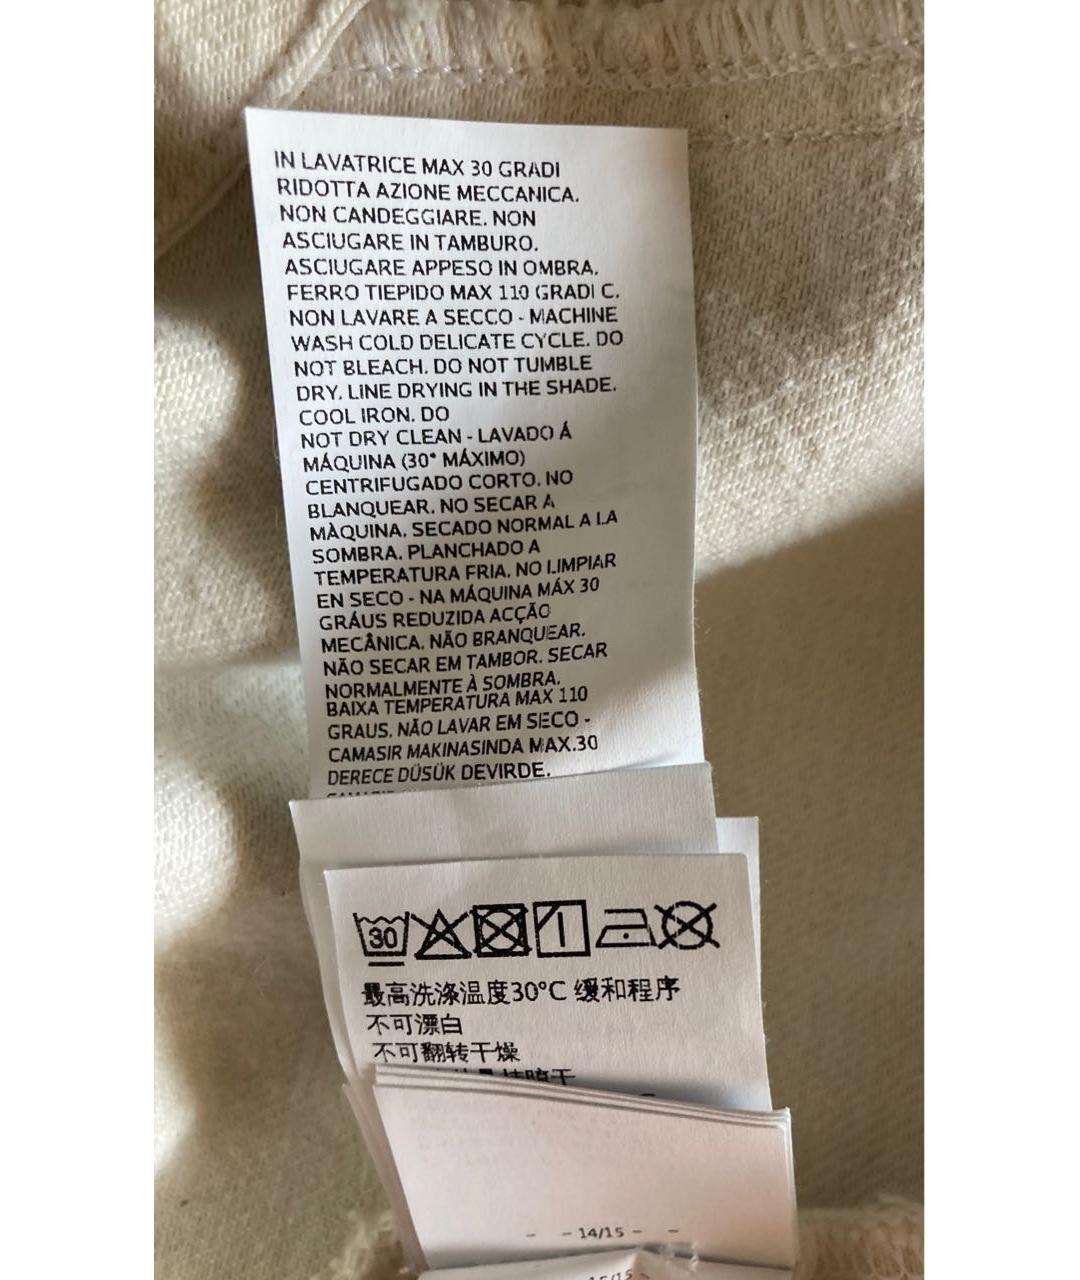 IN LAVATRICE MAX 30 GRADI
RIDOTTA AZIONE MECCANICA.
NON CANDEGGIARE. NON
ASCIUGARE IN TAMBURO.
ASCIUGARE APPESO IN OMBRA.
FERRO TIEPIDO MAX 110 GRADI C.
NON LAVARE A SECCO - MACHINE
WASH COLD DELICATE CYCLE. DO
NOT BLEACH. DO NOT TUMBLE
DRY. LINE DRYING IN THE SHADE.
COOL IRON. DO
NOT DRY CLEAN - LAVADO Á
MÁQUINA (30° MÁXIMO)
CENTRIFUGADO CORTO. NO
BLANQUEAR. NO SECAR A
MÀQUINA. SECADO NORMAL A LA
SOMBRA. PLANCHADO A
TEMPERATURA FRIA. NO LIMPIAR
EN SECO - NA MÁQUINA MÁX 30
GRÁUS REDUZIDA ACÇÃO
MECÂNICA. NÃO BRANQUEAR.
NÃO SECAR EM TAMBOR. SECAR
NORMALMENTE À SOMBRA.
BAIXA TEMPERATURA MAX 110
GRAUS. NÃO LAVAR EM SECO -
CAMASIR MAKINASINDA MAX.30
DERECE DÜSÜK DEVIRDE.
30
最高洗涤温度30°C 缓和程序
不可漂白
不可翻转干燥
- - 14/15 - -